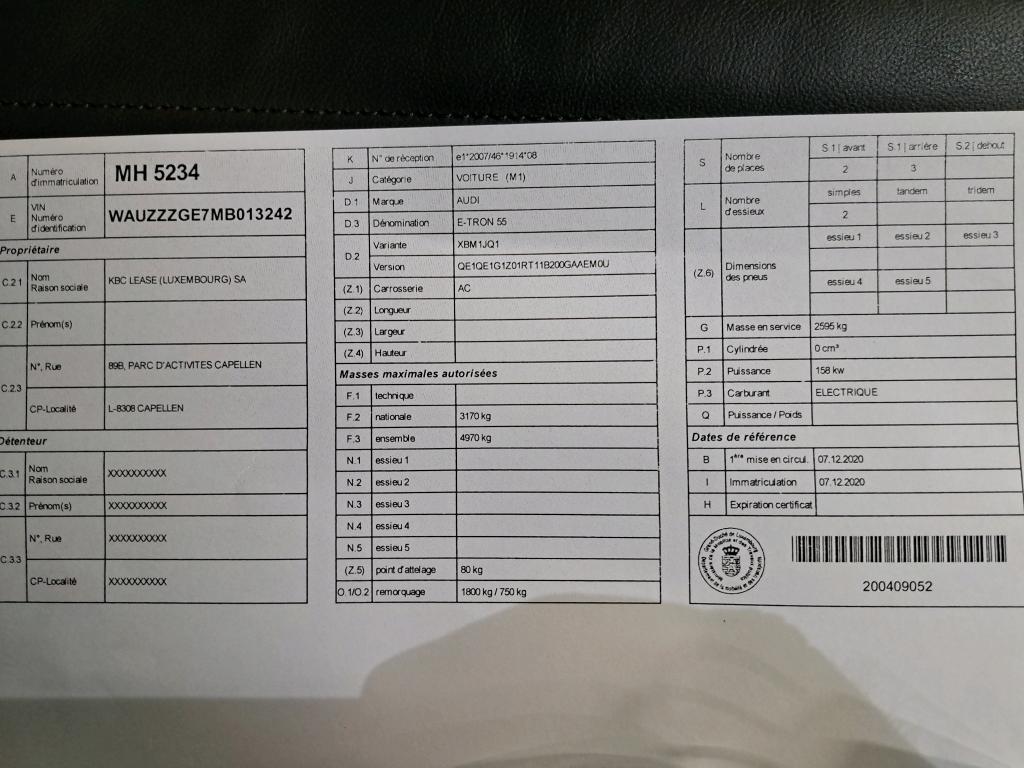 A Numéro d'immatriculation MH 5234
E VIN Numéro d'identification WAUZZZGE7MB013242
Propriétaire
C.2.1 Nom Raison sociale KBC LEASE (LUXEMBOURG) SA
C.2.2 Prénom(s)
C.2.3 N°, Rue 89B, PARC D'ACTIVITES CAPELLEN
CP-Localité L-8308 CAPELLEN
Détenteur
C.3.1 Nom Raison sociale XXXXXXXXXX
C.3.2 Prénom(s) XXXXXXXXXX
C.3.3 N°, Rue XXXXXXXXXX
CP-Localité XXXXXXXXXX
K N° de réception e1*2007/46*1914*08
J Catégorie VOITURE (M1)
D.1 Marque AUDI
D.3 Dénomination E-TRON 55
D.2 Variante XBM1JQ1
Version QE1QE1G1Z01RT11B200GAAEM0U
(Z.1) Carrosserie AC
(Z.2) Longueur
(Z.3) Largeur
(Z.4) Hauteur
Masses maximales autorisées
F.1 technique
F.2 nationale 3170 kg
F.3 ensemble 4970 kg
N.1 essieu 1
N.2 essieu 2
N.3 essieu 3
N.4 essieu 4
N.5 essieu 5
(Z.5) point d'attelage 80 kg
O.1/O.2 remorquage 1800 kg / 750 kg
S Nombre de places S.1 | avant S.1 | arrière S.2 | debout
2 3
L Nombre d'essieux simples tandem tridem
2
(Z.6) Dimensions des pneus essieu 1 essieu 2 essieu 3
essieu 4 essieu 5
G Masse en service 2595 kg
P.1 Cylindrée 0 cm³
P.2 Puissance 158 kw
P.3 Carburant ELECTRIQUE
Q Puissance / Poids
Dates de référence
B 1ère mise en circul. 07.12.2020
I Immatriculation 07.12.2020
H Expiration certificat
Grand-Duché de Luxembourg
200409052